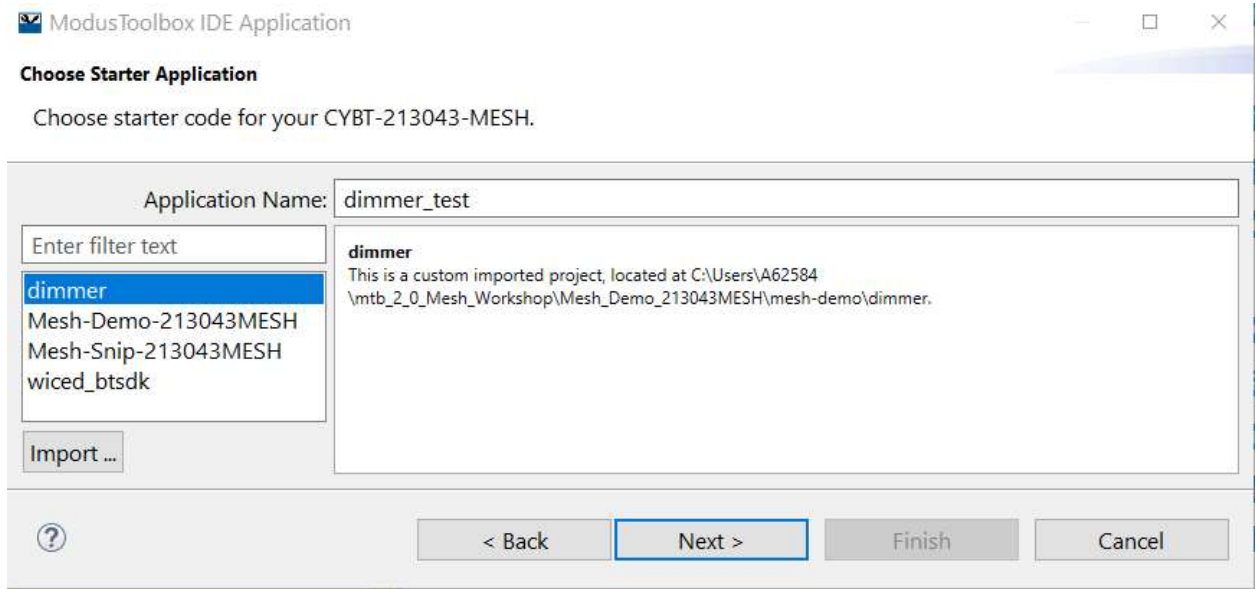 ModusToolbox IDE Application
Choose Starter Application
Choose starter code for your CYBT-213043-MESH.
Application Name: dimmer_test
Enter filter text
dimmer
Mesh-Demo-213043MESH
Mesh-Snip-213043MESH
wiced_btsdk
Import ...
dimmer
This is a custom imported project, located at C:\Users\A62584
\mtb_2_0_Mesh_Workshop\Mesh_Demo_213043MESH\mesh-demo\dimmer.
? < Back Next > Finish Cancel